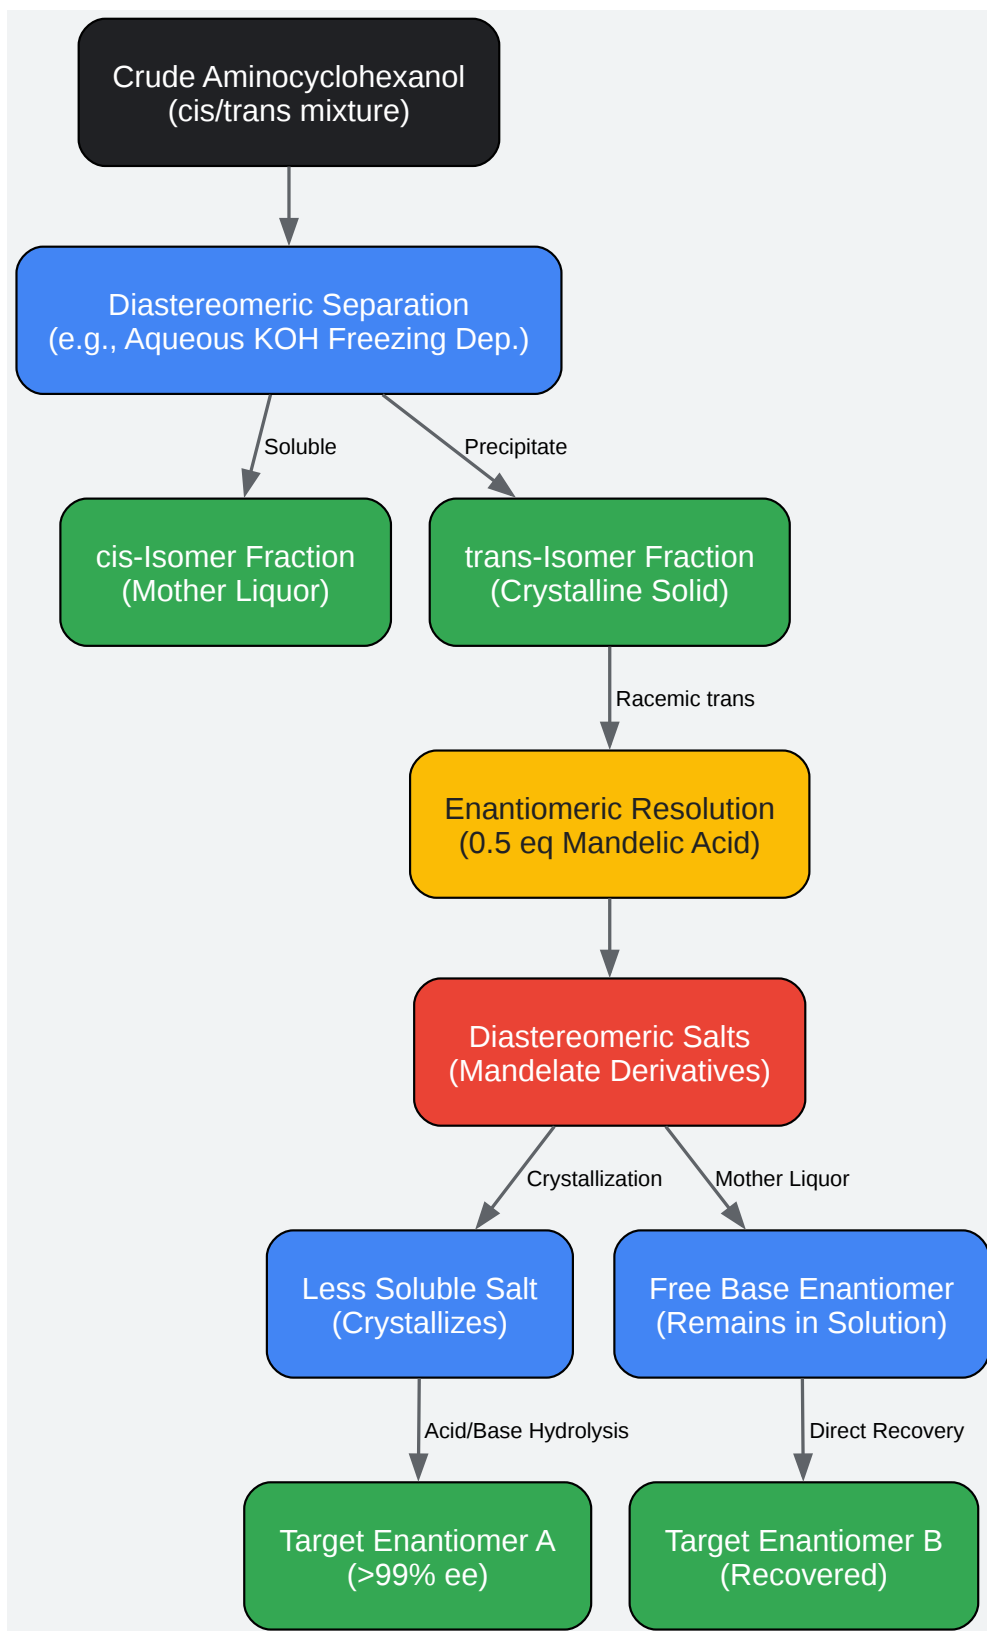 Crude Aminocyclohexanol
(cis/trans mixture)
Diastereomeric Separation
(e.g., Aqueous KOH Freezing Dep.)
Soluble
Precipitate
cis-Isomer Fraction
(Mother Liquor)
trans-Isomer Fraction
(Crystalline Solid)
Racemic trans
Enantiomeric Resolution
(0.5 eq Mandelic Acid)
Diastereomeric Salts
(Mandelate Derivatives)
Crystallization
Mother Liquor
Less Soluble Salt
(Crystallizes)
Free Base Enantiomer
(Remains in Solution)
Acid/Base Hydrolysis
Direct Recovery
Target Enantiomer A
(>99% ee)
Target Enantiomer B
(Recovered)